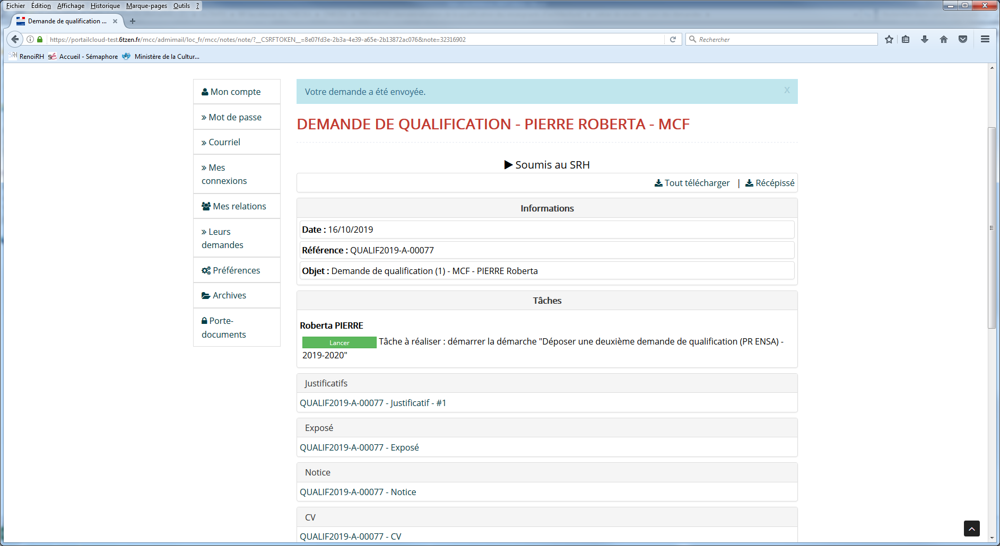 Fichier Édition Affichage Historique Marque-pages Outils ?
Demande de qualification ... × +
https://portailcloud-test.6tzen.fr/mcc/admimail/loc_fr/mcc/notes/note/?__CSRFTOKEN__=8e07fd3e-2b3a-4e39-a65e-2b13872ac076&note=32316902
Rechercher
RenoiRH Accueil - Sémaphore Ministère de la Cultur...
Mon compte
» Mot de passe
» Courriel
» Mes
connexions
Mes relations
» Leurs
demandes
Préférences
Archives
Porte-
documents
Votre demande a été envoyée. X
DEMANDE DE QUALIFICATION - PIERRE ROBERTA - MCF
Soumis au SRH
Tout télécharger | Récépissé
Informations
Date : 16/10/2019
Référence : QUALIF2019-A-00077
Objet : Demande de qualification (1) - MCF - PIERRE Roberta
Tâches
Roberta PIERRE
Lancer Tâche à réaliser : démarrer la démarche "Déposer une deuxième demande de qualification (PR ENSA) -
2019-2020"
Justificatifs
QUALIF2019-A-00077 - Justificatif - #1
Exposé
QUALIF2019-A-00077 - Exposé
Notice
QUALIF2019-A-00077 - Notice
CV
QUALIF2019-A-00077 - CV